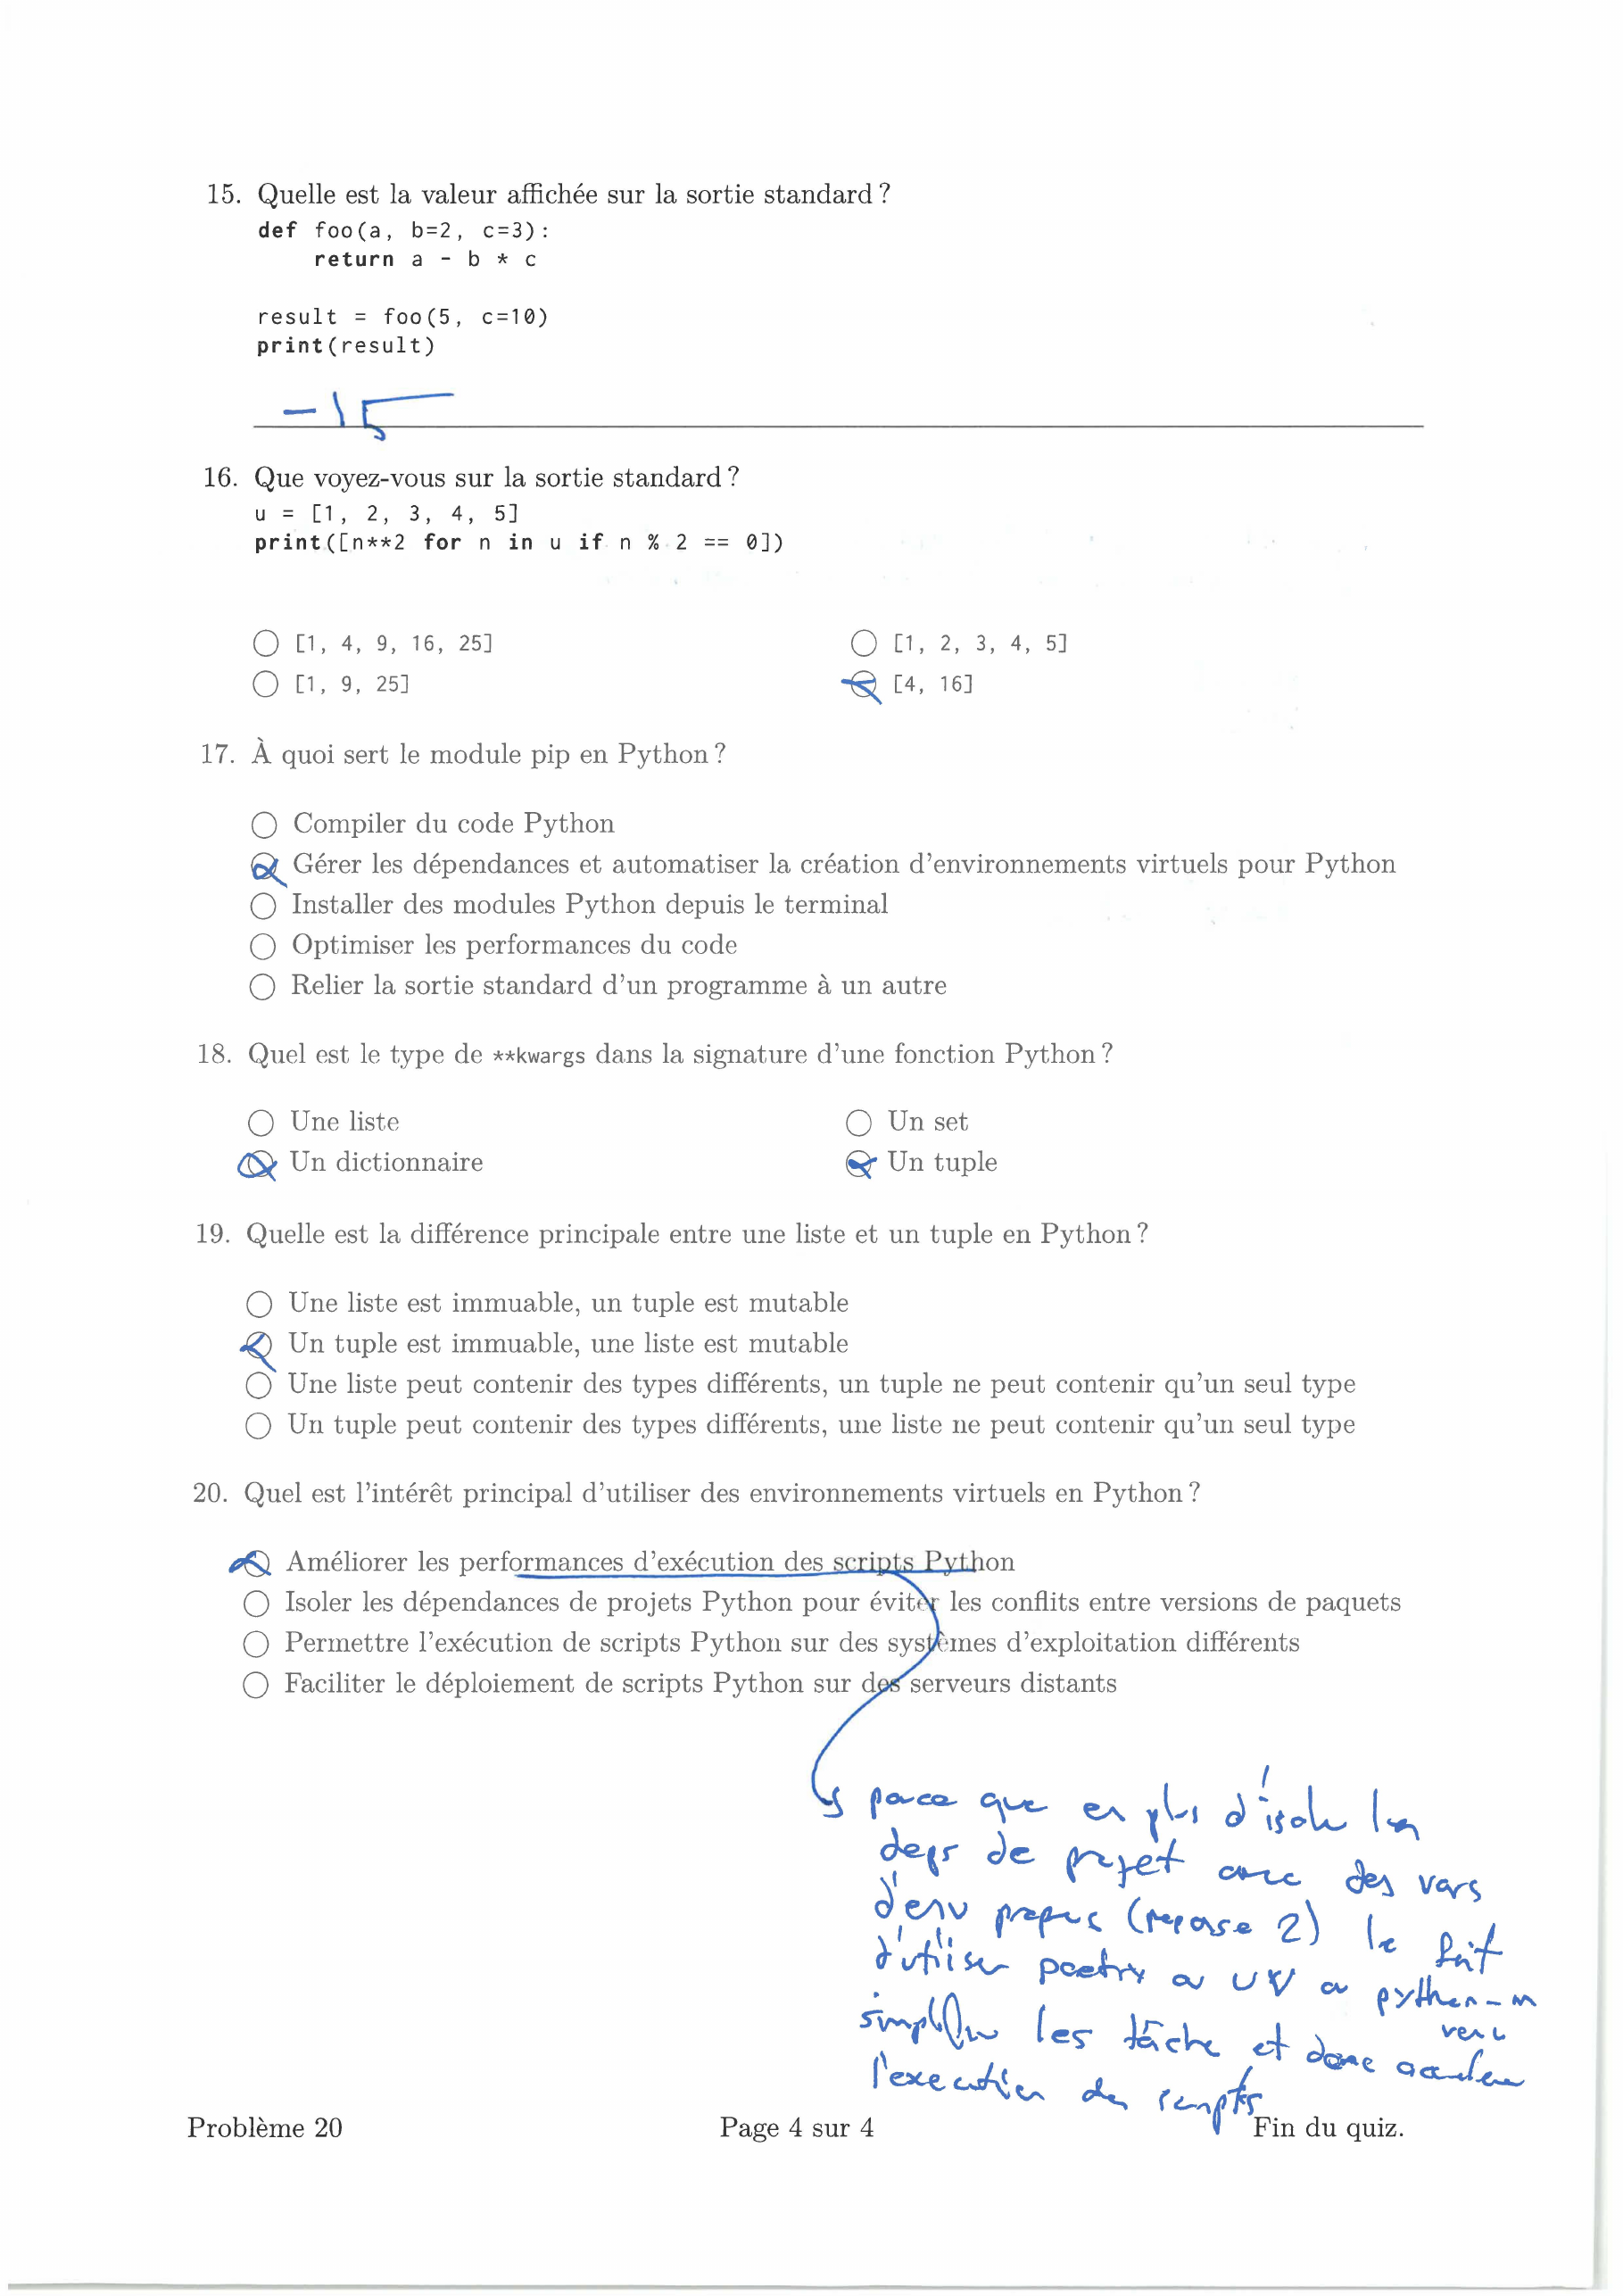 15. Quelle est la valeur affichée sur la sortie standard ?
def foo(a, b=2, c=3):
    return a - b * c
result = foo(5, c=10)
print(result)
-15
16. Que voyez-vous sur la sortie standard ?
u = [1, 2, 3, 4, 5]
print([n**2 for n in u if n % 2 == 0])
[1, 4, 9, 16, 25]
[1, 2, 3, 4, 5]
[1, 9, 25]
[4, 16]
17. À quoi sert le module pip en Python ?
Compiler du code Python
Gérer les dépendances et automatiser la création d'environnements virtuels pour Python
Installer des modules Python depuis le terminal
Optimiser les performances du code
Relier la sortie standard d'un programme à un autre
18. Quel est le type de **kwargs dans la signature d'une fonction Python ?
Une liste
Un set
Un dictionnaire
Un tuple
19. Quelle est la différence principale entre une liste et un tuple en Python ?
Une liste est immuable, un tuple est mutable
Un tuple est immuable, une liste est mutable
Une liste peut contenir des types différents, un tuple ne peut contenir qu'un seul type
Un tuple peut contenir des types différents, une liste ne peut contenir qu'un seul type
20. Quel est l'intérêt principal d'utiliser des environnements virtuels en Python ?
Améliorer les performances d'exécution des scripts Python
Isoler les dépendances de projets Python pour éviter les conflits entre versions de paquets
Permettre l'exécution de scripts Python sur des systèmes d'exploitation différents
Faciliter le déploiement de scripts Python sur des serveurs distants
parce que en plus d'isoler les
deps de projet avec des vars
d'env propres (reponse 2) le fait
d'utiliser poetry ou UV ou python -m
venv
les tâche et donc
l'execution des scripts
Problème 20
Page 4 sur 4
Fin du quiz.